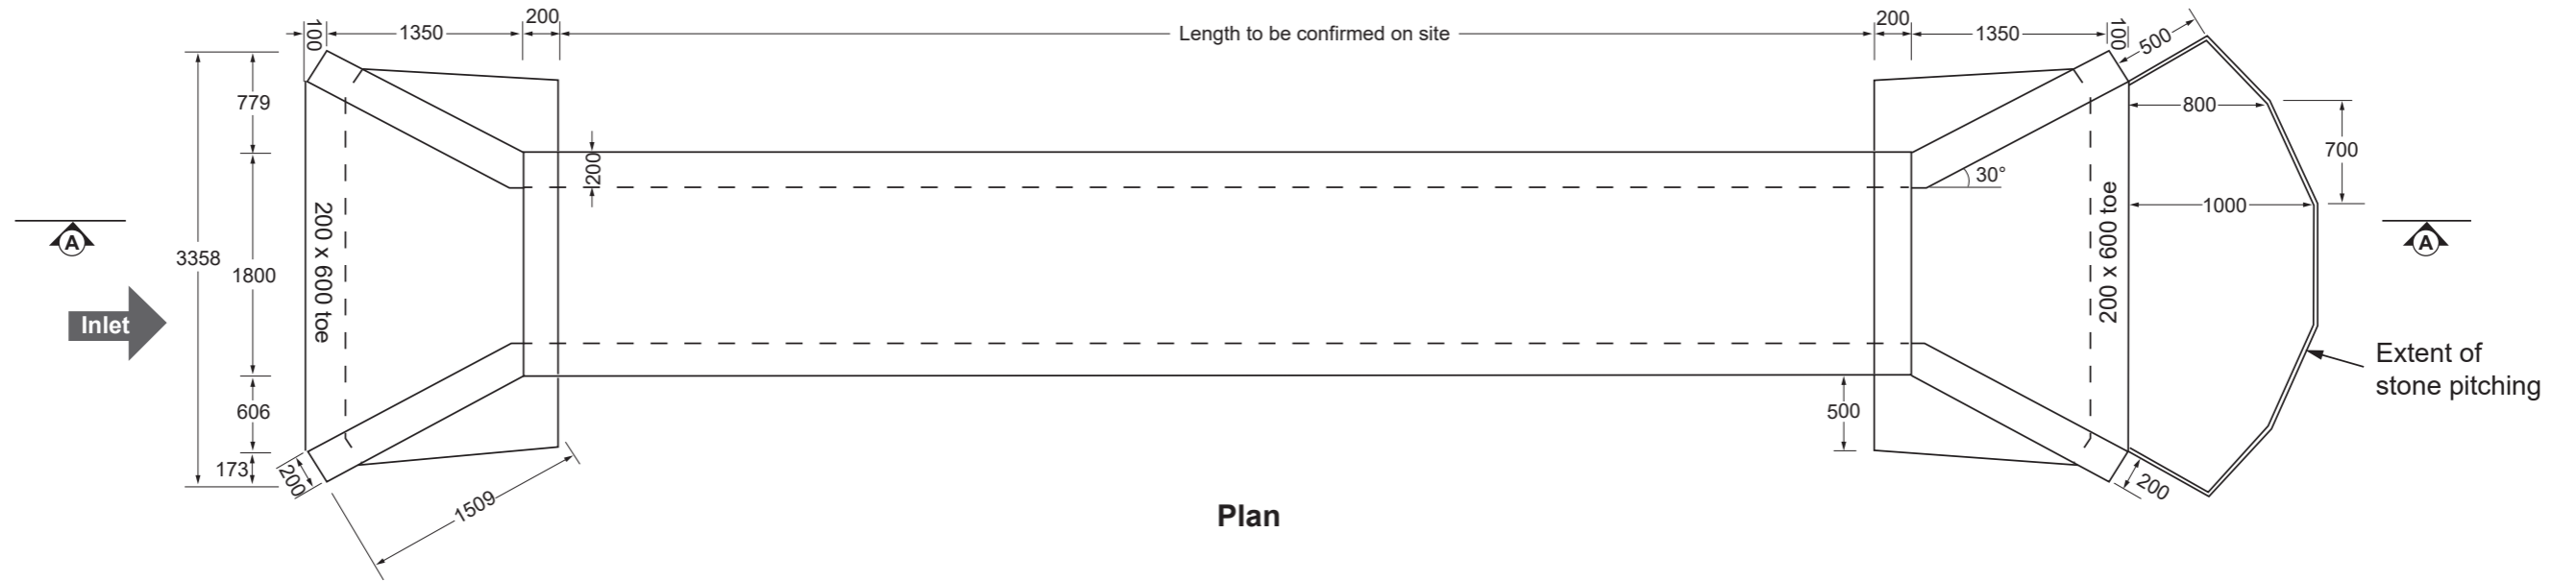 100
1350
200
Length to be confirmed on site
200
1350
100
500
779
200
800
700
30°
1000
A
A
3358
1800
200 x 600 toe
200 x 600 toe
Inlet
Extent of
stone pitching
606
500
173
200
200
1509
Plan